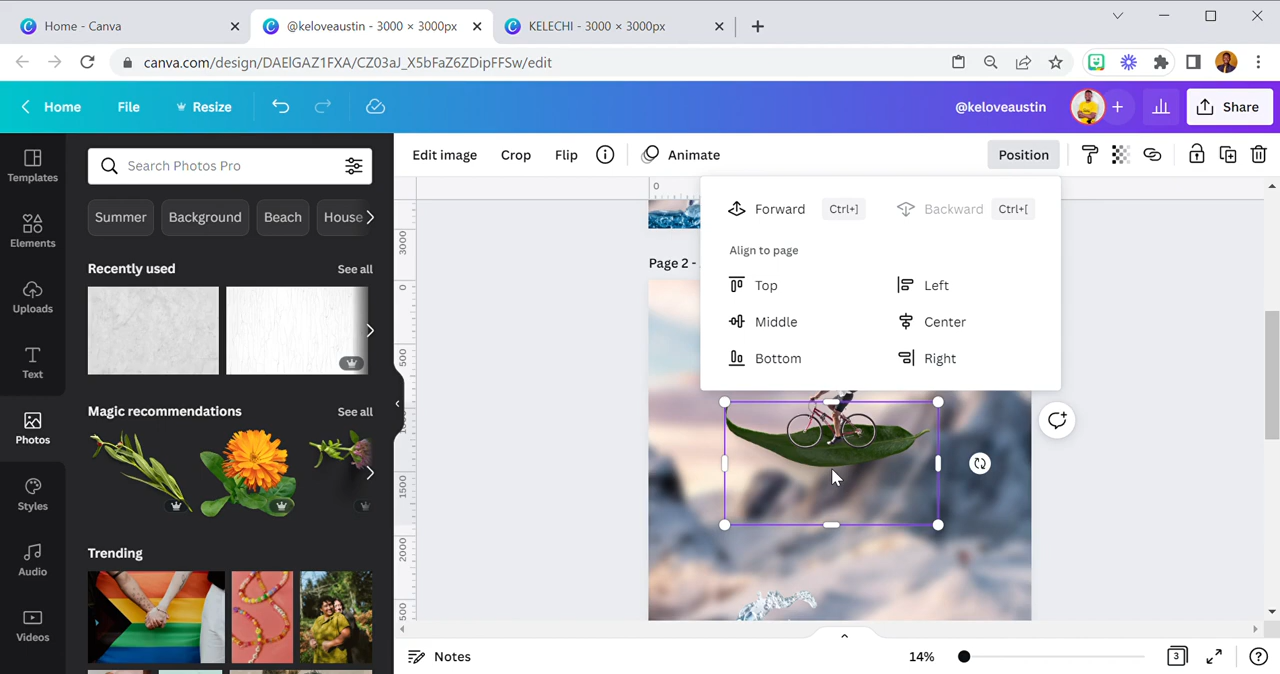 Home - Canva
@keloveaustin - 3000 × 3000px
KELECHI - 3000 × 3000px
canva.com/design/DAElGAZ1FXA/CZ03aJ_X5bFaZ6ZDipFFSw/edit
Home
File
Resize
@keloveaustin
Share
Templates
Elements
Uploads
Text
Photos
Styles
Audio
Videos
Search Photos Pro
Summer
Background
Beach
House
Recently used
See all
Magic recommendations
See all
Trending
Edit image
Crop
Flip
Animate
Position
0
Forward
Ctrl+]
Backward
Ctrl+[
Align to page
Top
Left
Middle
Center
Bottom
Right
Page 2 -
3000
0
500
1500
2000
500
Notes
14%
3